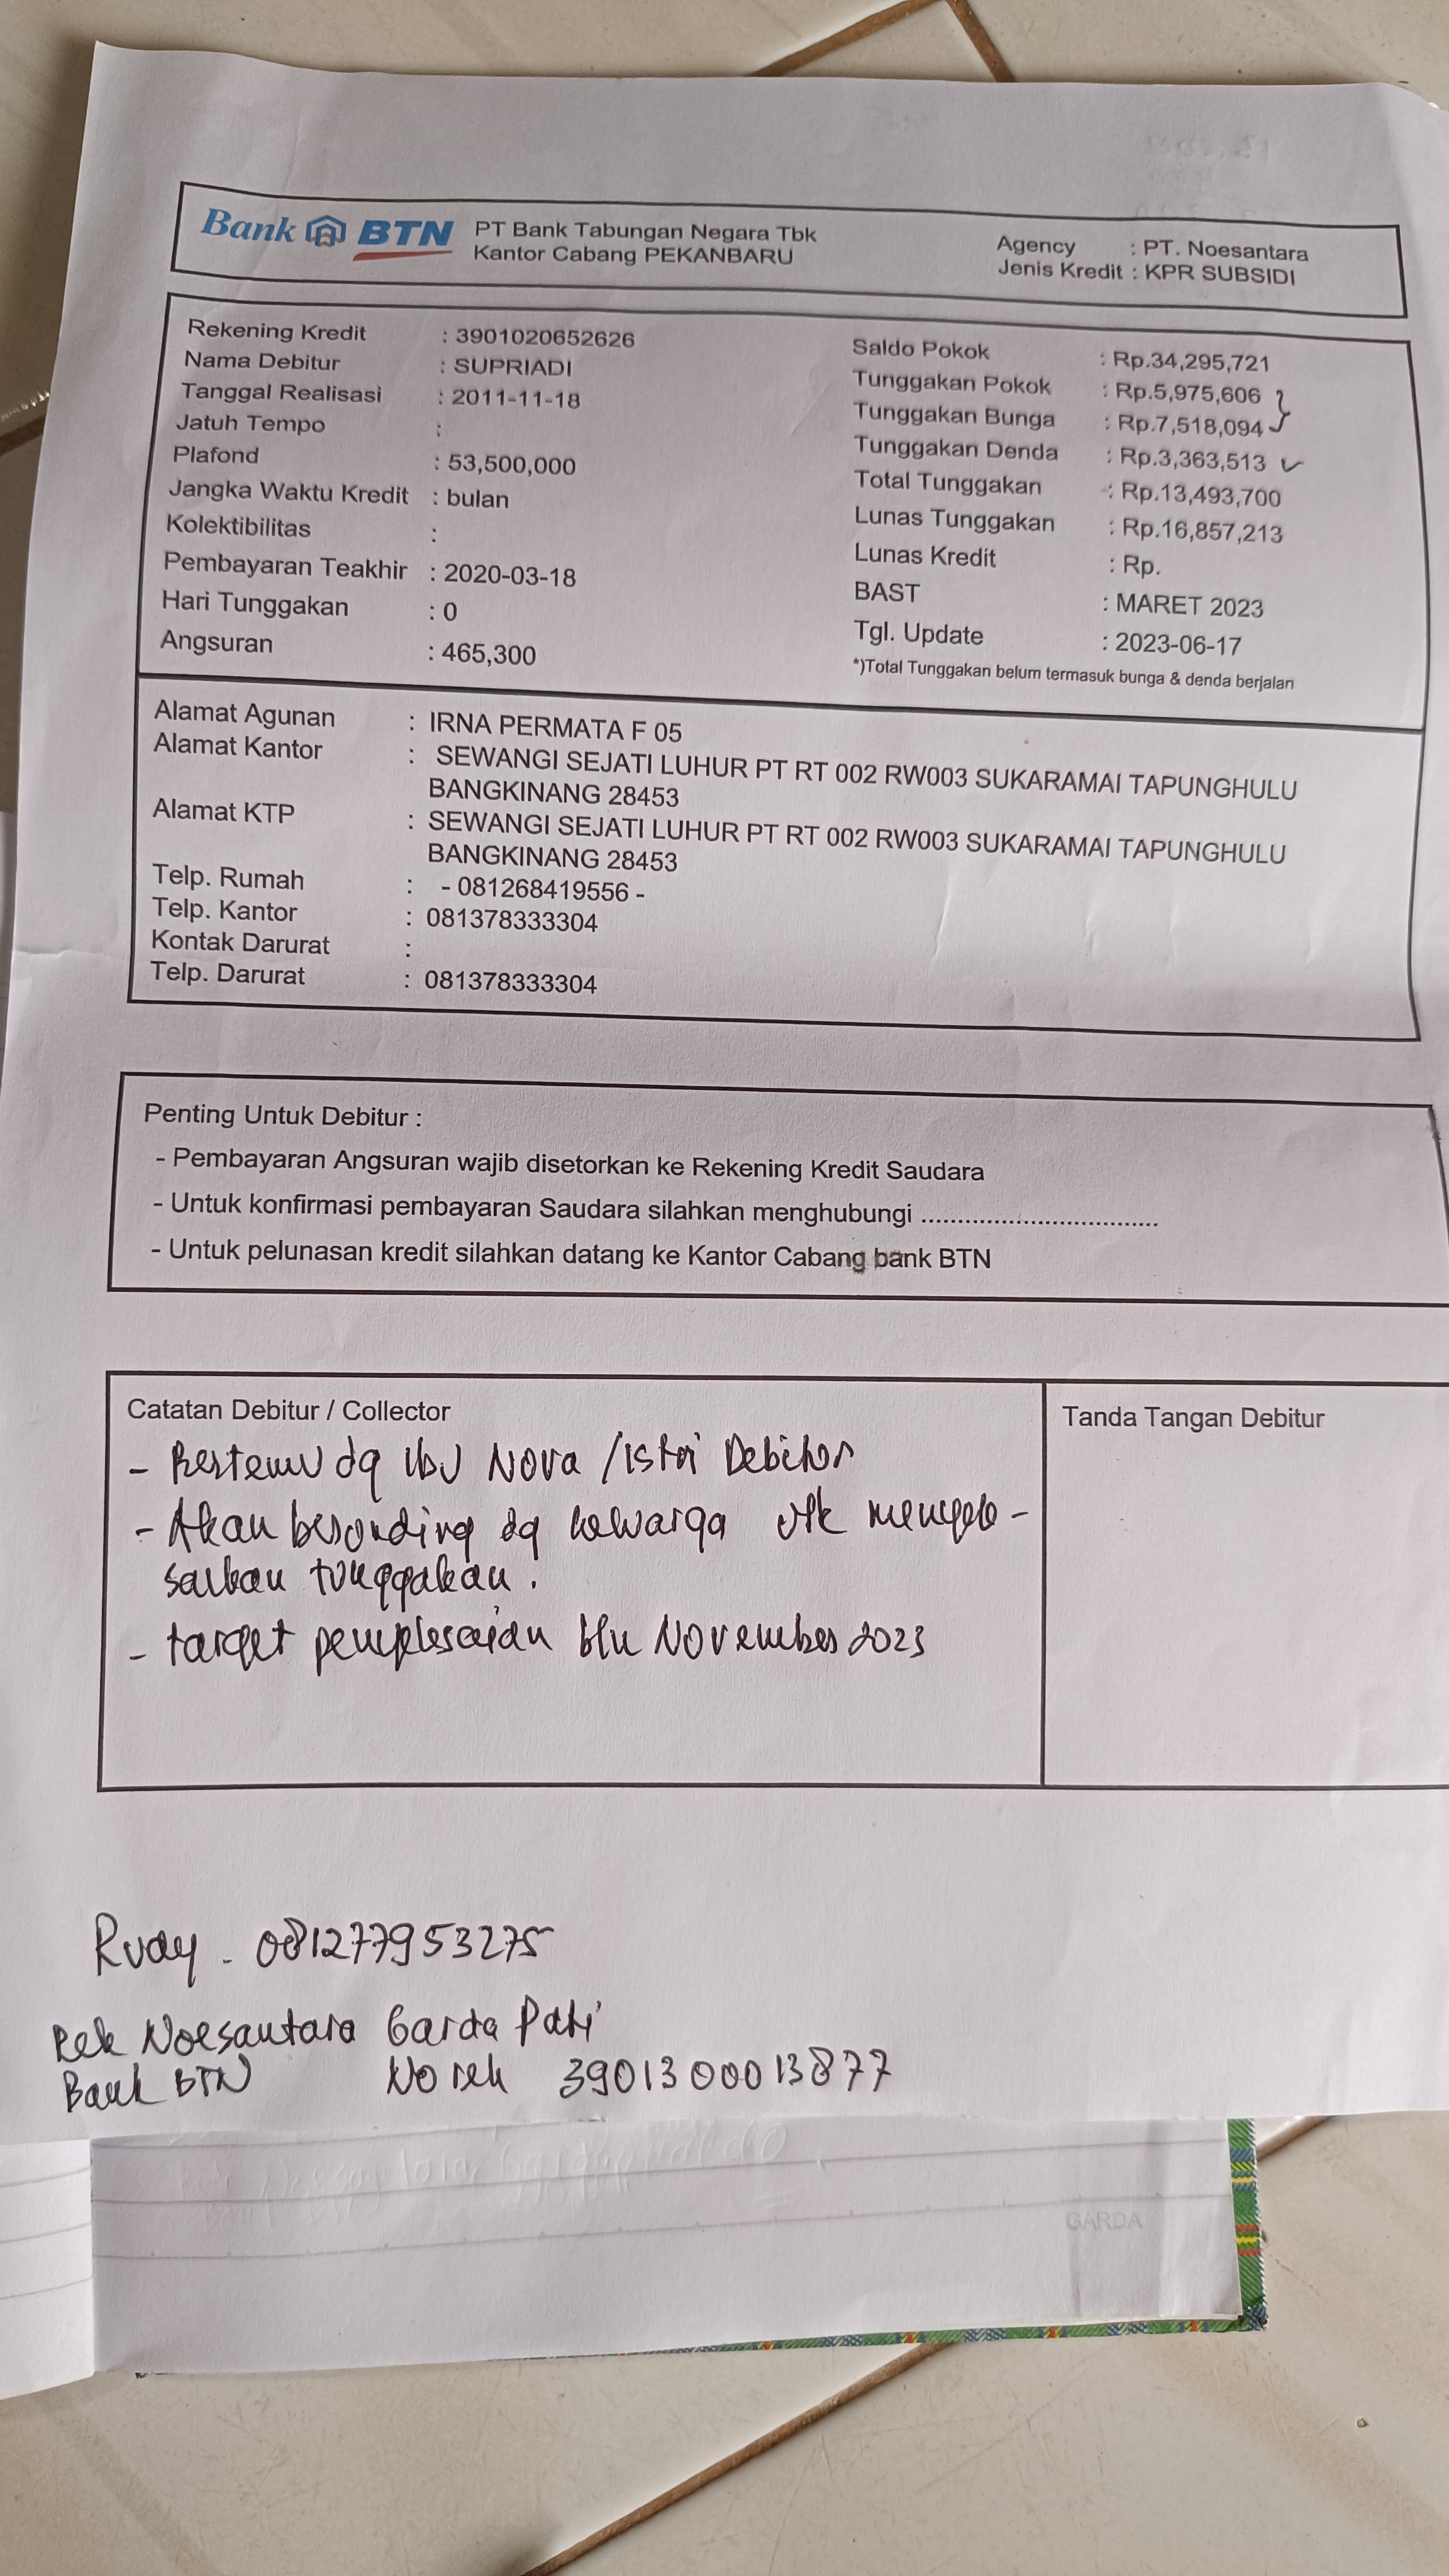 Bank BTN PT Bank Tabungan Negara Tbk
Kantor Cabang PEKANBARU
Agency : PT. Noesantara
Jenis Kredit : KPR SUBSIDI
Rekening Kredit : 3901020652626
Nama Debitur : SUPRIADI
Tanggal Realisasi : 2011-11-18
Jatuh Tempo :
Plafond : 53,500,000
Jangka Waktu Kredit : bulan
Kolektibilitas :
Pembayaran Teakhir : 2020-03-18
Hari Tunggakan : 0
Angsuran : 465,300
Saldo Pokok : Rp.34,295,721
Tunggakan Pokok : Rp.5,975,606
Tunggakan Bunga : Rp.7,518,094
Tunggakan Denda : Rp.3,363,513
Total Tunggakan : Rp.13,493,700
Lunas Tunggakan : Rp.16,857,213
Lunas Kredit : Rp.
BAST : MARET 2023
Tgl. Update : 2023-06-17
*)Total Tunggakan belum termasuk bunga & denda berjalan
Alamat Agunan : IRNA PERMATA F 05
Alamat Kantor : SEWANGI SEJATI LUHUR PT RT 002 RW003 SUKARAMAI TAPUNGHULU
BANGKINANG 28453
Alamat KTP : SEWANGI SEJATI LUHUR PT RT 002 RW003 SUKARAMAI TAPUNGHULU
BANGKINANG 28453
Telp. Rumah : - 081268419556 -
Telp. Kantor : 081378333304
Kontak Darurat :
Telp. Darurat : 081378333304
Penting Untuk Debitur :
- Pembayaran Angsuran wajib disetorkan ke Rekening Kredit Saudara
- Untuk konfirmasi pembayaran Saudara silahkan menghubungi ................................
- Untuk pelunasan kredit silahkan datang ke Kantor Cabang bank BTN
Catatan Debitur / Collector
Tanda Tangan Debitur
- Bertemu dg Ibu Nova / Istri Debitor
- Akan berunding dg keluarga utk menyele-
saikan tunggakan.
- target penyelesaian bln November 2023
Rudy - 081277953275
Rek Noesantara Garda Pati
Bank BTN No rek 3901300013877
GARDA